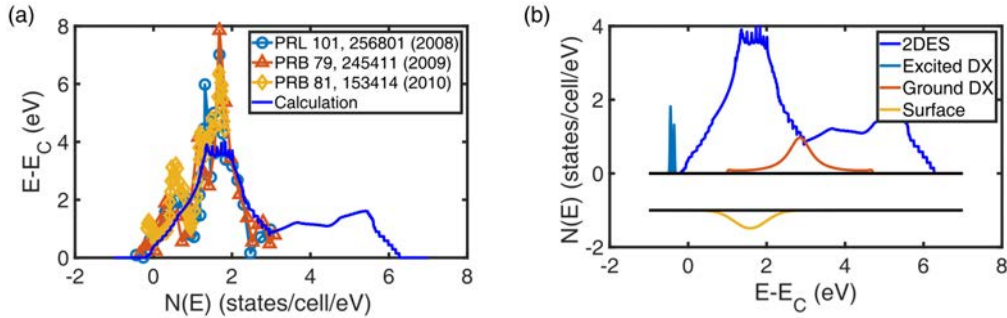 (a)
8
6
4
2
0
E-E_C (eV)
-2 0 2 4 6 8
N(E) (states/cell/eV)
PRL 101, 256801 (2008)
PRB 79, 245411 (2009)
PRB 81, 153414 (2010)
Calculation
(b)
4
2
0
-2
N(E) (states/cell/eV)
-2 0 2 4 6 8
E-E_C (eV)
2DES
Excited DX
Ground DX
Surface